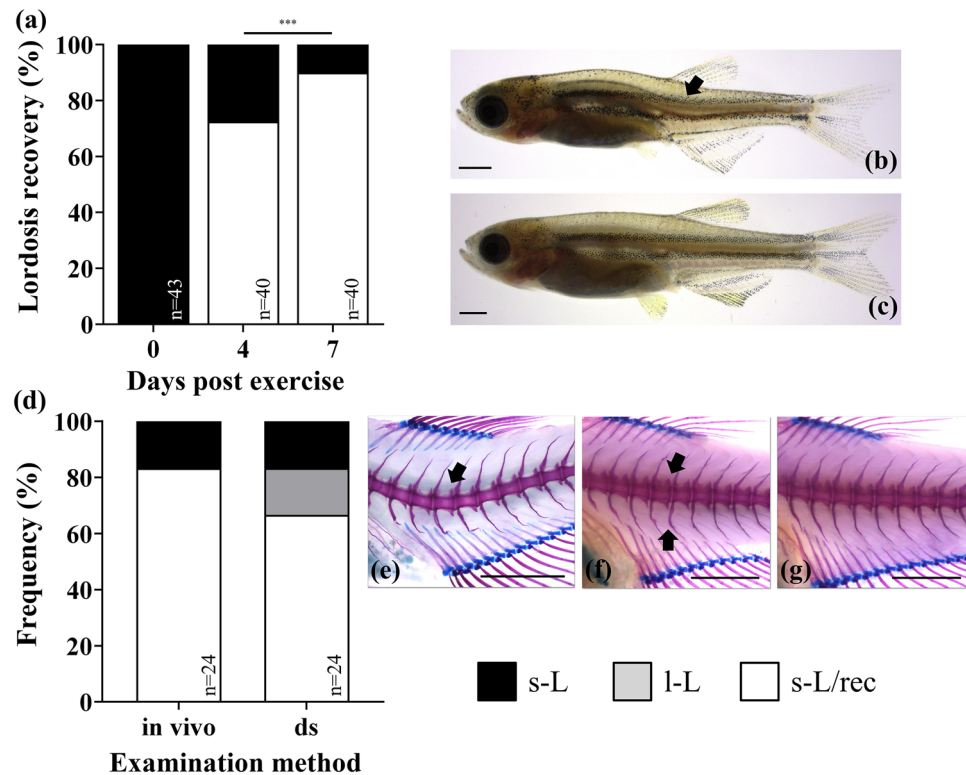 (a)
***
Lordosis recovery (%)
100
80
60
40
20
0
n=43
n=40
n=40
0 4 7
Days post exercise
(b)
(c)
(d)
Frequency (%)
100
80
60
40
20
0
n=24
n=24
in vivo ds
Examination method
(e)
(f)
(g)
s-L
l-L
s-L/rec